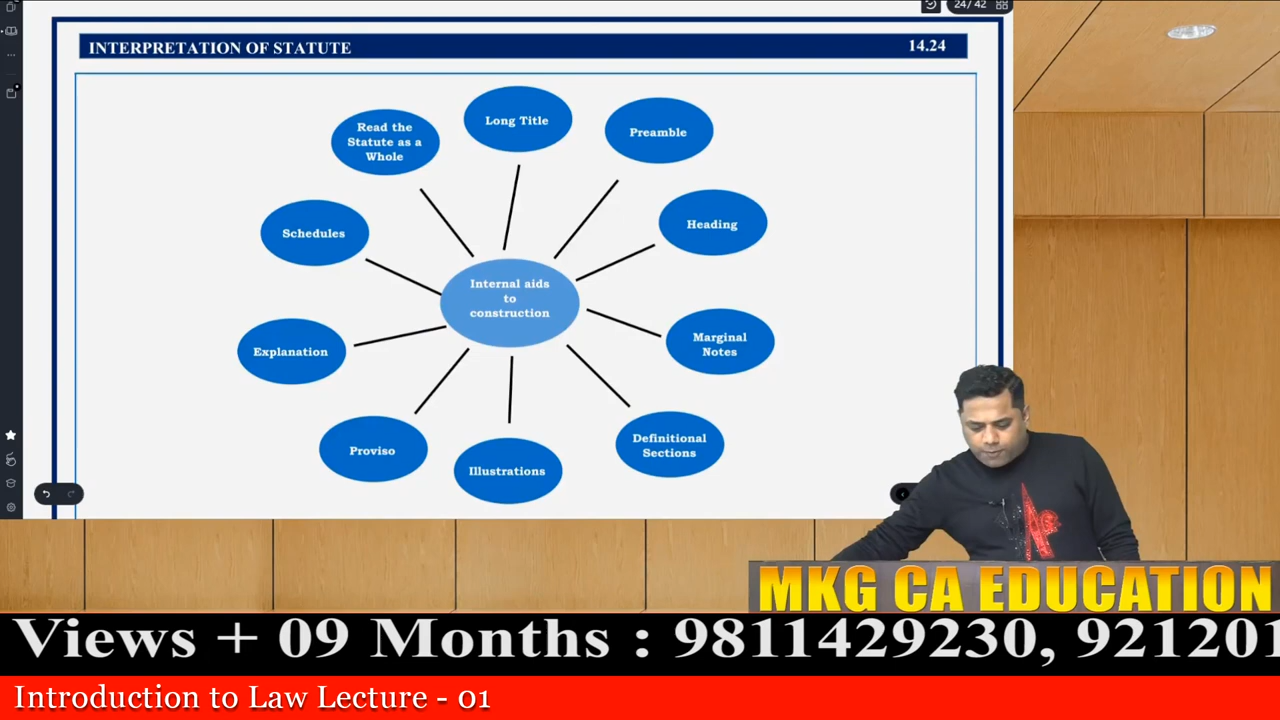 24/ 42
INTERPRETATION OF STATUTE
14.24
Long Title
Read the
Statute as a
Whole
Preamble
Heading
Schedules
Internal aids
to
construction
Marginal
Notes
Explanation
Definitional
Sections
Proviso
Illustrations
MKG CA EDUCATION
Views + 09 Months : 9811429230, 921201
Introduction to Law Lecture - 01